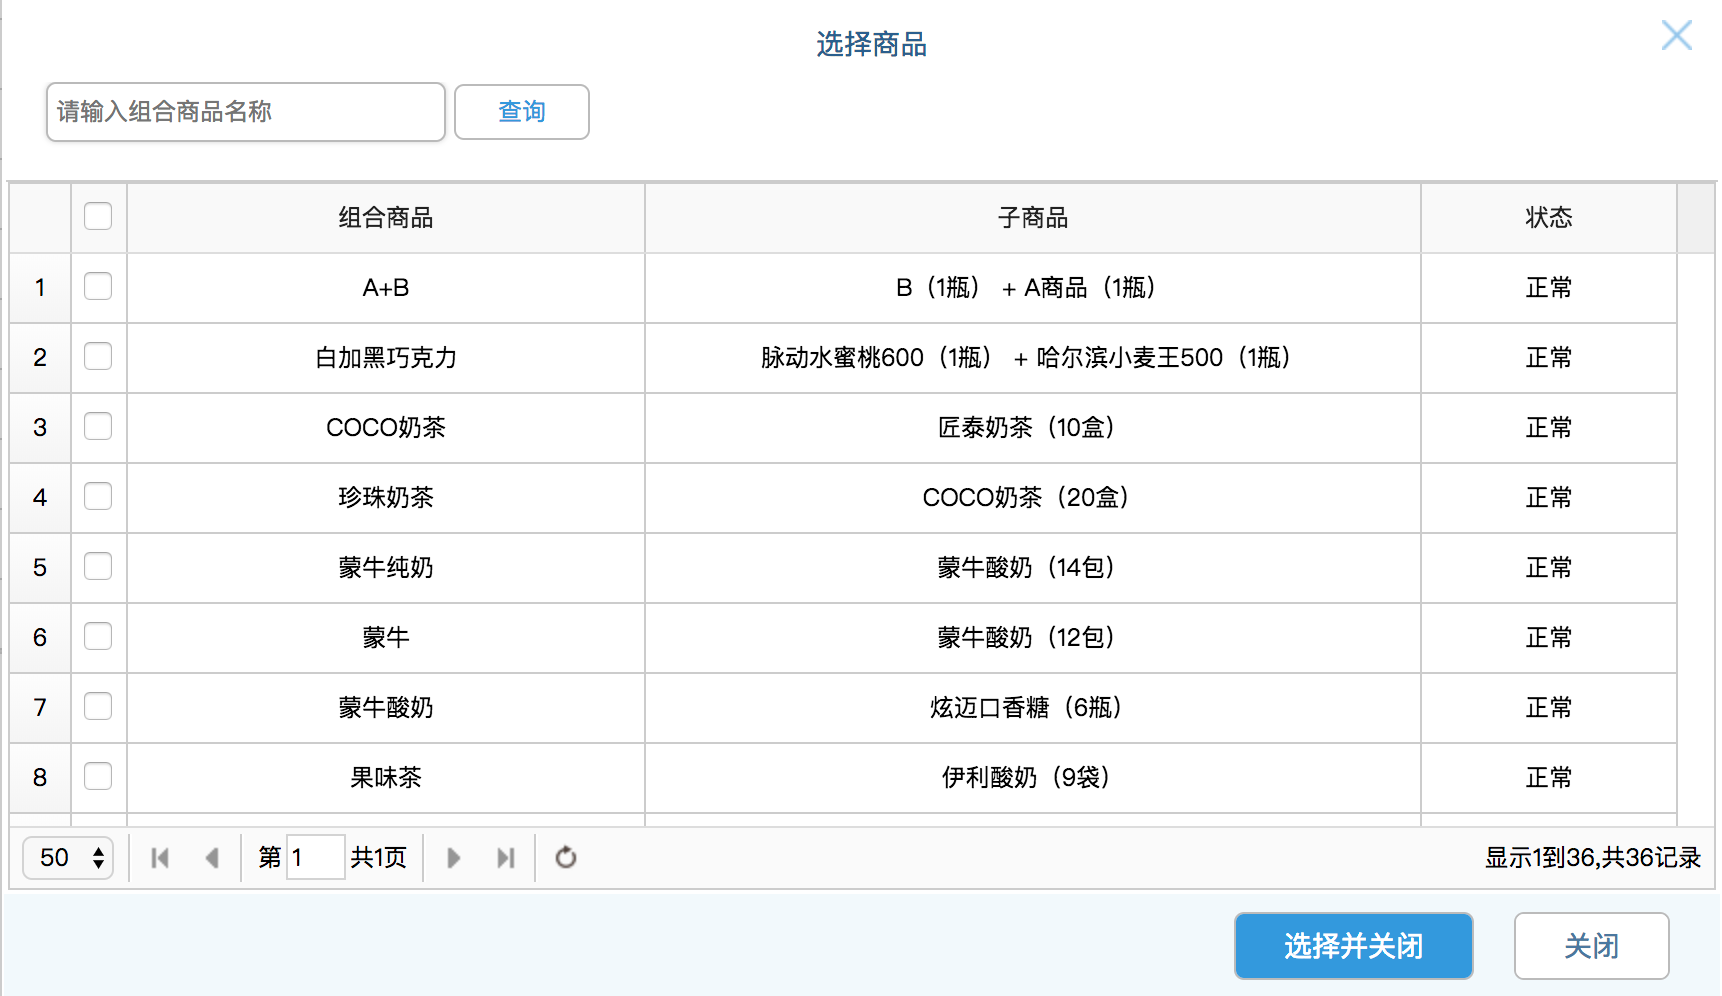 选择商品
请输入组合商品名称 查询
组合商品 子商品 状态
1 A+B B（1瓶） + A商品（1瓶） 正常
2 白加黑巧克力 脉动水蜜桃600（1瓶） + 哈尔滨小麦王500（1瓶） 正常
3 COCO奶茶 匠泰奶茶（10盒） 正常
4 珍珠奶茶 COCO奶茶（20盒） 正常
5 蒙牛纯奶 蒙牛酸奶（14包） 正常
6 蒙牛 蒙牛酸奶（12包） 正常
7 蒙牛酸奶 炫迈口香糖（6瓶） 正常
8 果味茶 伊利酸奶（9袋） 正常
50 第 1 共1页 显示1到36,共36记录
选择并关闭 关闭